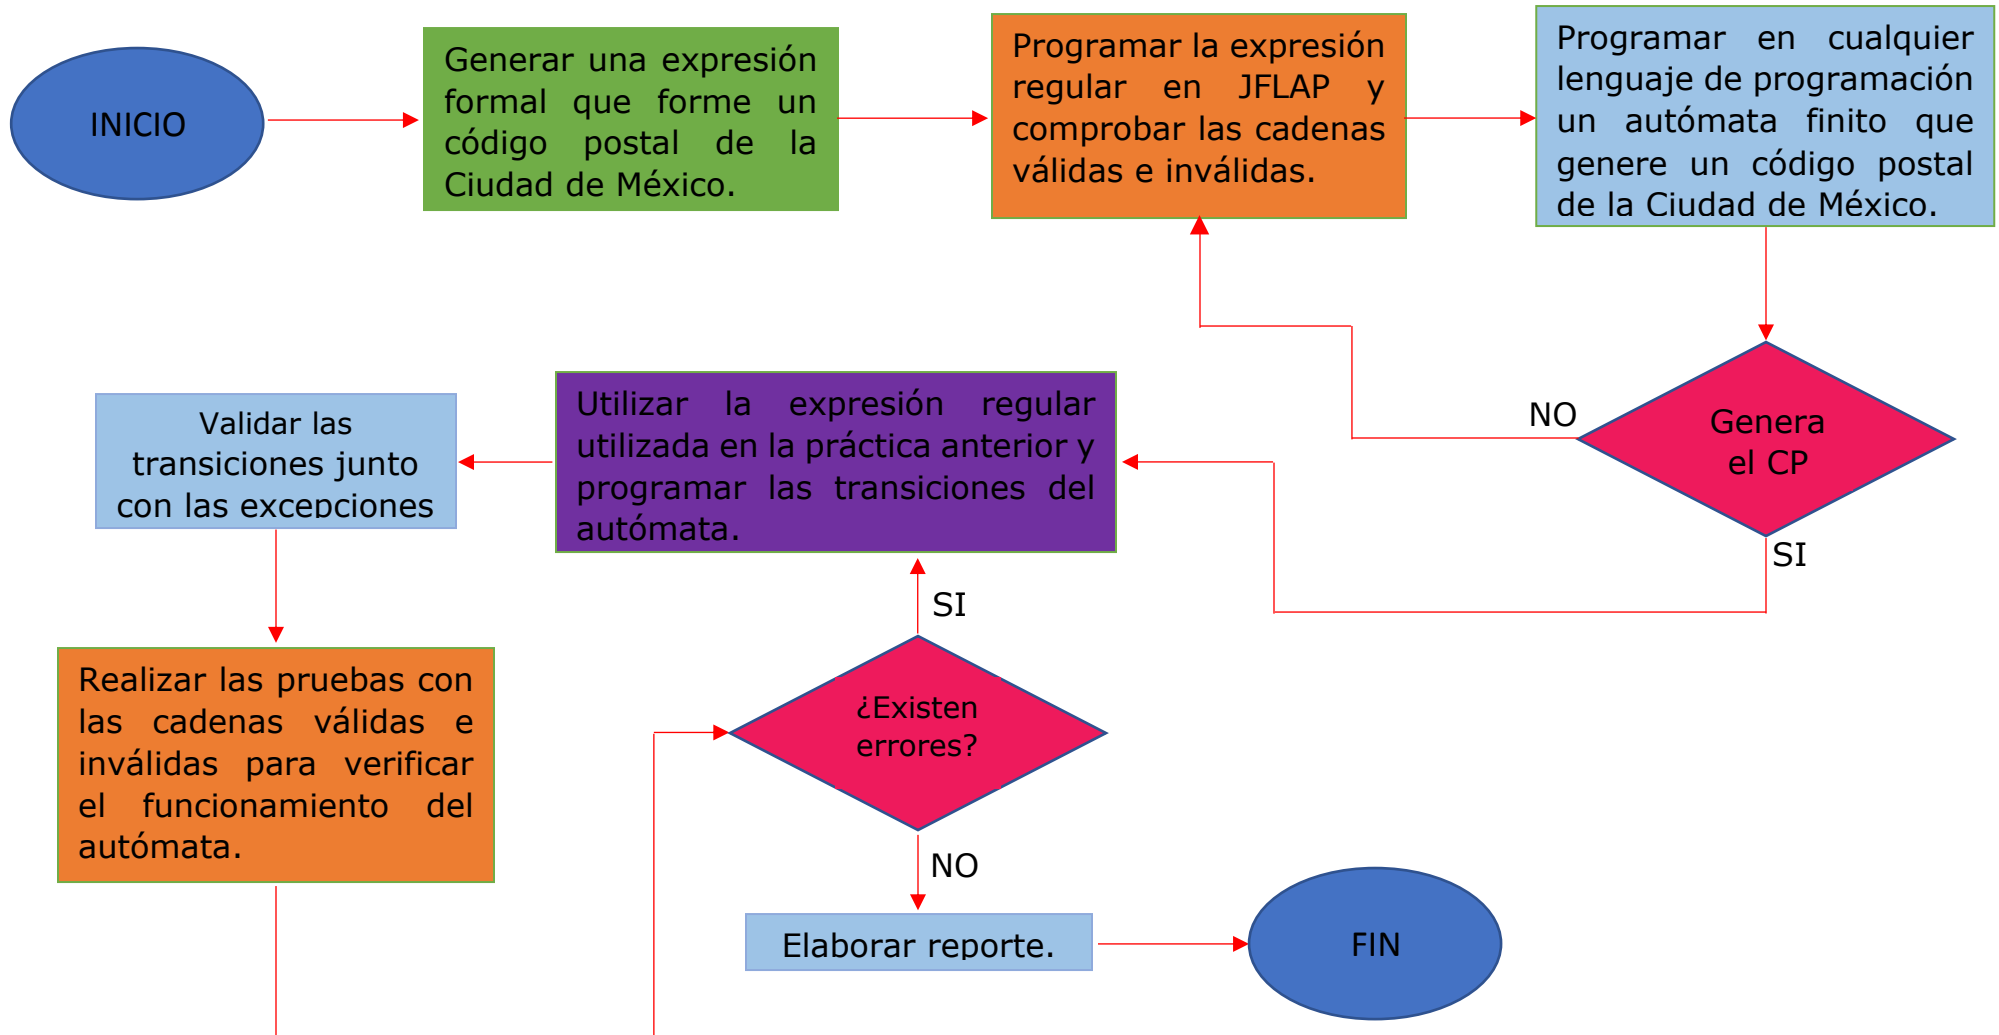 INICIO
Generar una expresión
formal que forme un
código postal de la
Ciudad de México.
Programar la expresión
regular en JFLAP y
comprobar las cadenas
válidas e inválidas.
Programar en cualquier
lenguaje de programación
un autómata finito que
genere un código postal
de la Ciudad de México.
NO
Genera
el CP
SI
Utilizar la expresión regular
utilizada en la práctica anterior y
programar las transiciones del
autómata.
Validar las
transiciones junto
con las excepciones
Realizar las pruebas con
las cadenas válidas e
inválidas para verificar
el funcionamiento del
autómata.
SI
¿Existen
errores?
NO
Elaborar reporte.
FIN